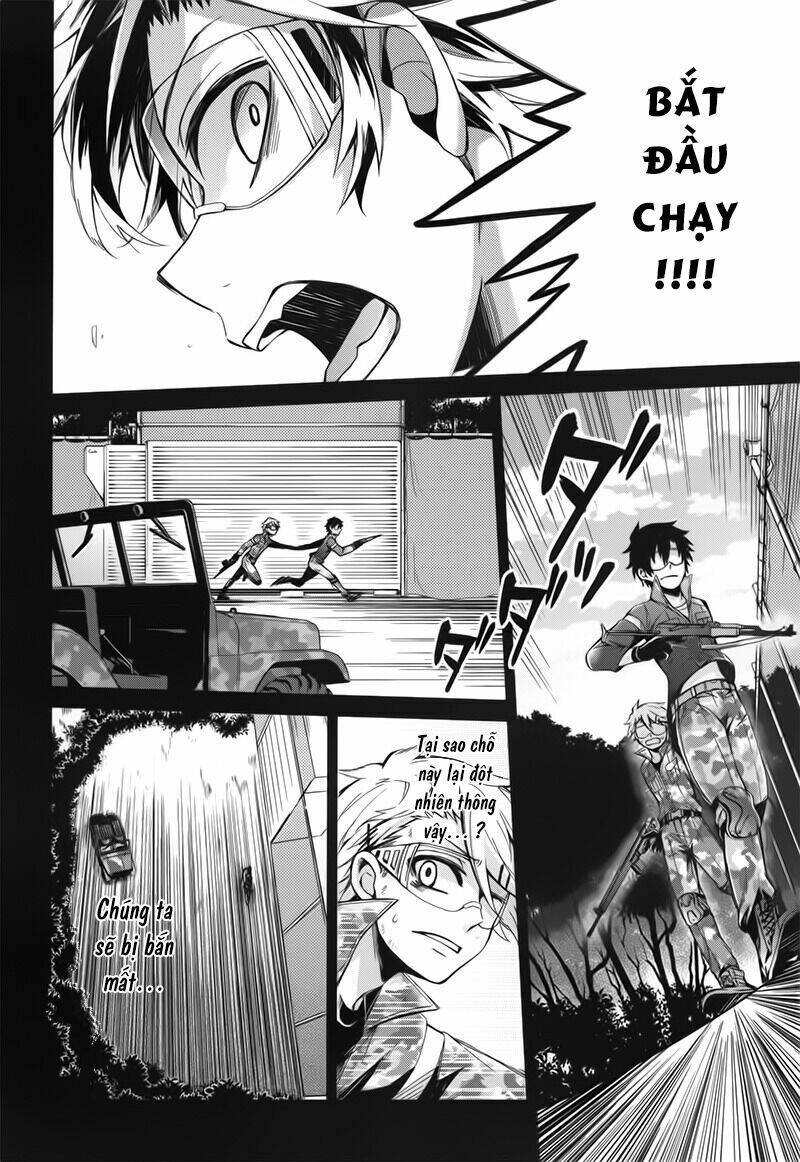 BẮT
ĐẦU
CHẠY
!!!!
ダ
ダ
ダ
ダ
Tại sao chỗ
này lại đột
nhiên thông
vậy...?
Chúng ta
sẽ bị bắn
mất...